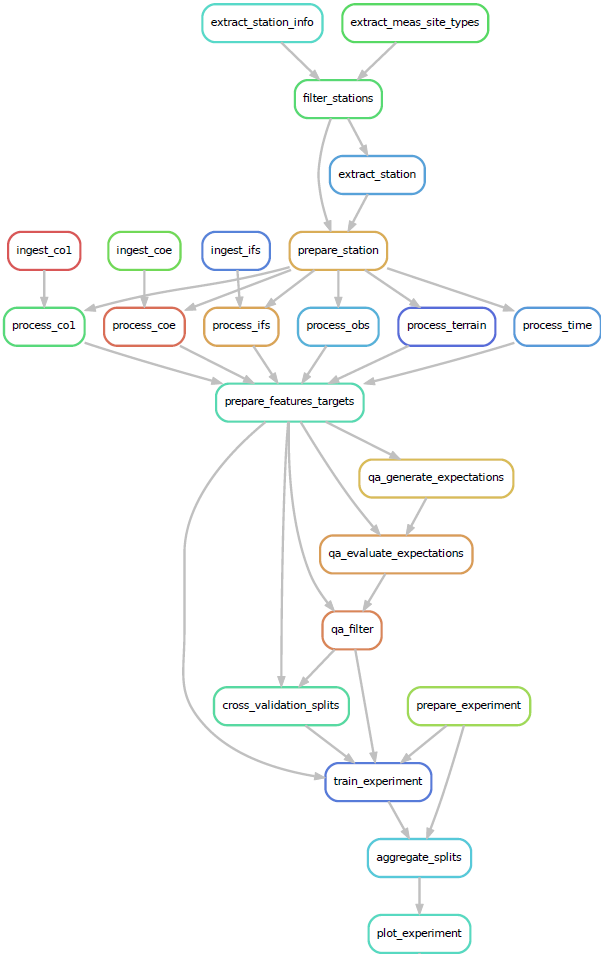 extract_station_info
extract_meas_site_types
filter_stations
extract_station
ingest_co1
ingest_coe
ingest_ifs
prepare_station
process_co1
process_coe
process_ifs
process_obs
process_terrain
process_time
prepare_features_targets
qa_generate_expectations
qa_evaluate_expectations
qa_filter
cross_validation_splits
prepare_experiment
train_experiment
aggregate_splits
plot_experiment